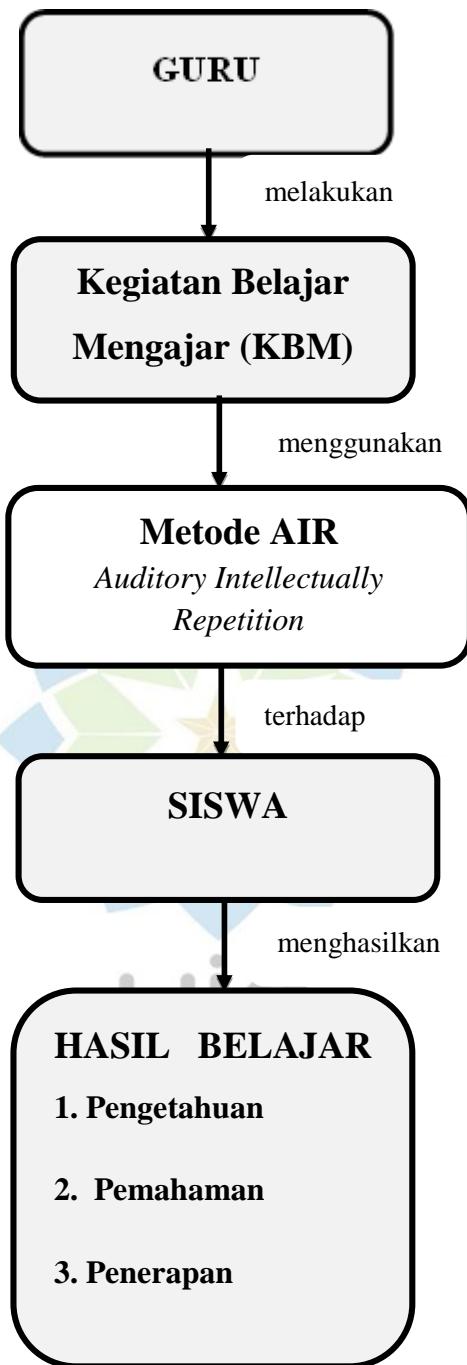 GURU
melakukan
Kegiatan Belajar
Mengajar (KBM)
menggunakan
Metode AIR
Auditory Intellectually
Repetition
terhadap
SISWA
menghasilkan
HASIL BELAJAR
1. Pengetahuan
2. Pemahaman
3. Penerapan